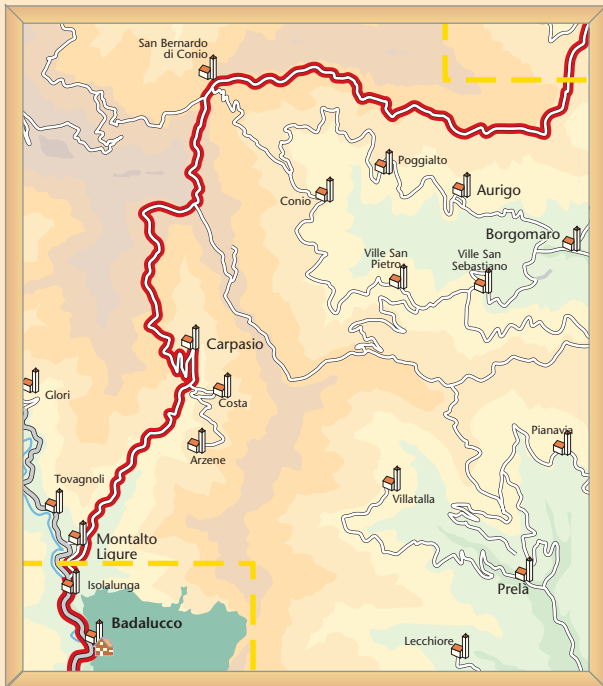 San Bernardo
di Conio
Poggialto
Aurigo
Conio
Borgomaro
Ville San
Pietro
Ville San
Sebastiano
Carpasio
Glori
Costa
Pianavia
Arzene
Tovagnoli
Villatalla
Montalto
Ligure
Isolalunga
Prelà
Badalucco
Lecchiore